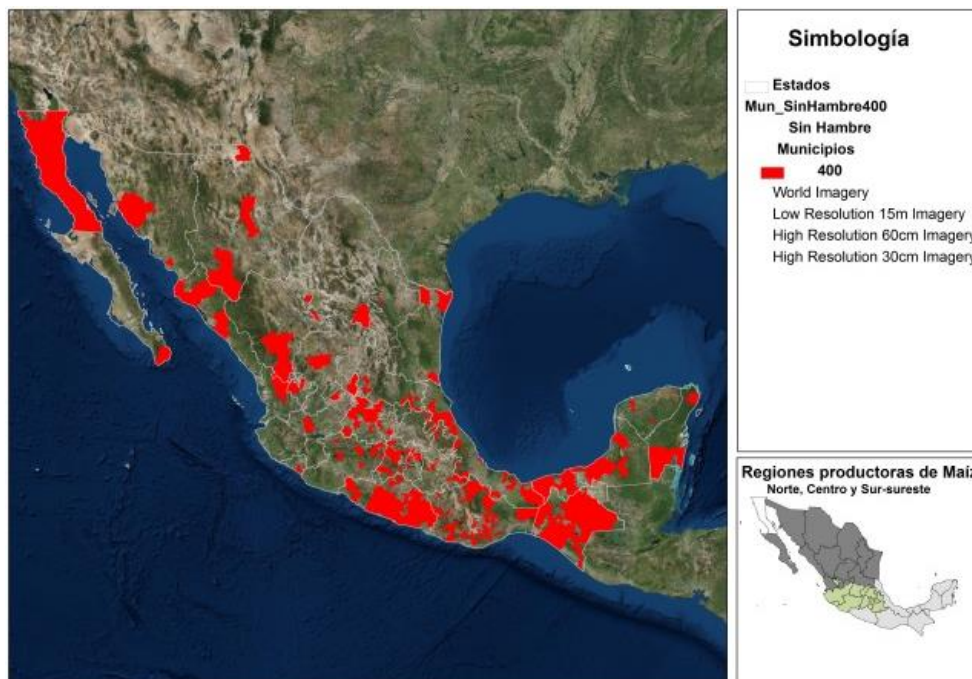 Simbología
Estados
Mun_SinHambre400
Sin Hambre
Municipios
400
World Imagery
Low Resolution 15m Imagery
High Resolution 60cm Imagery
High Resolution 30cm Imagery
Regiones productoras de Maíz
Norte, Centro y Sur-sureste